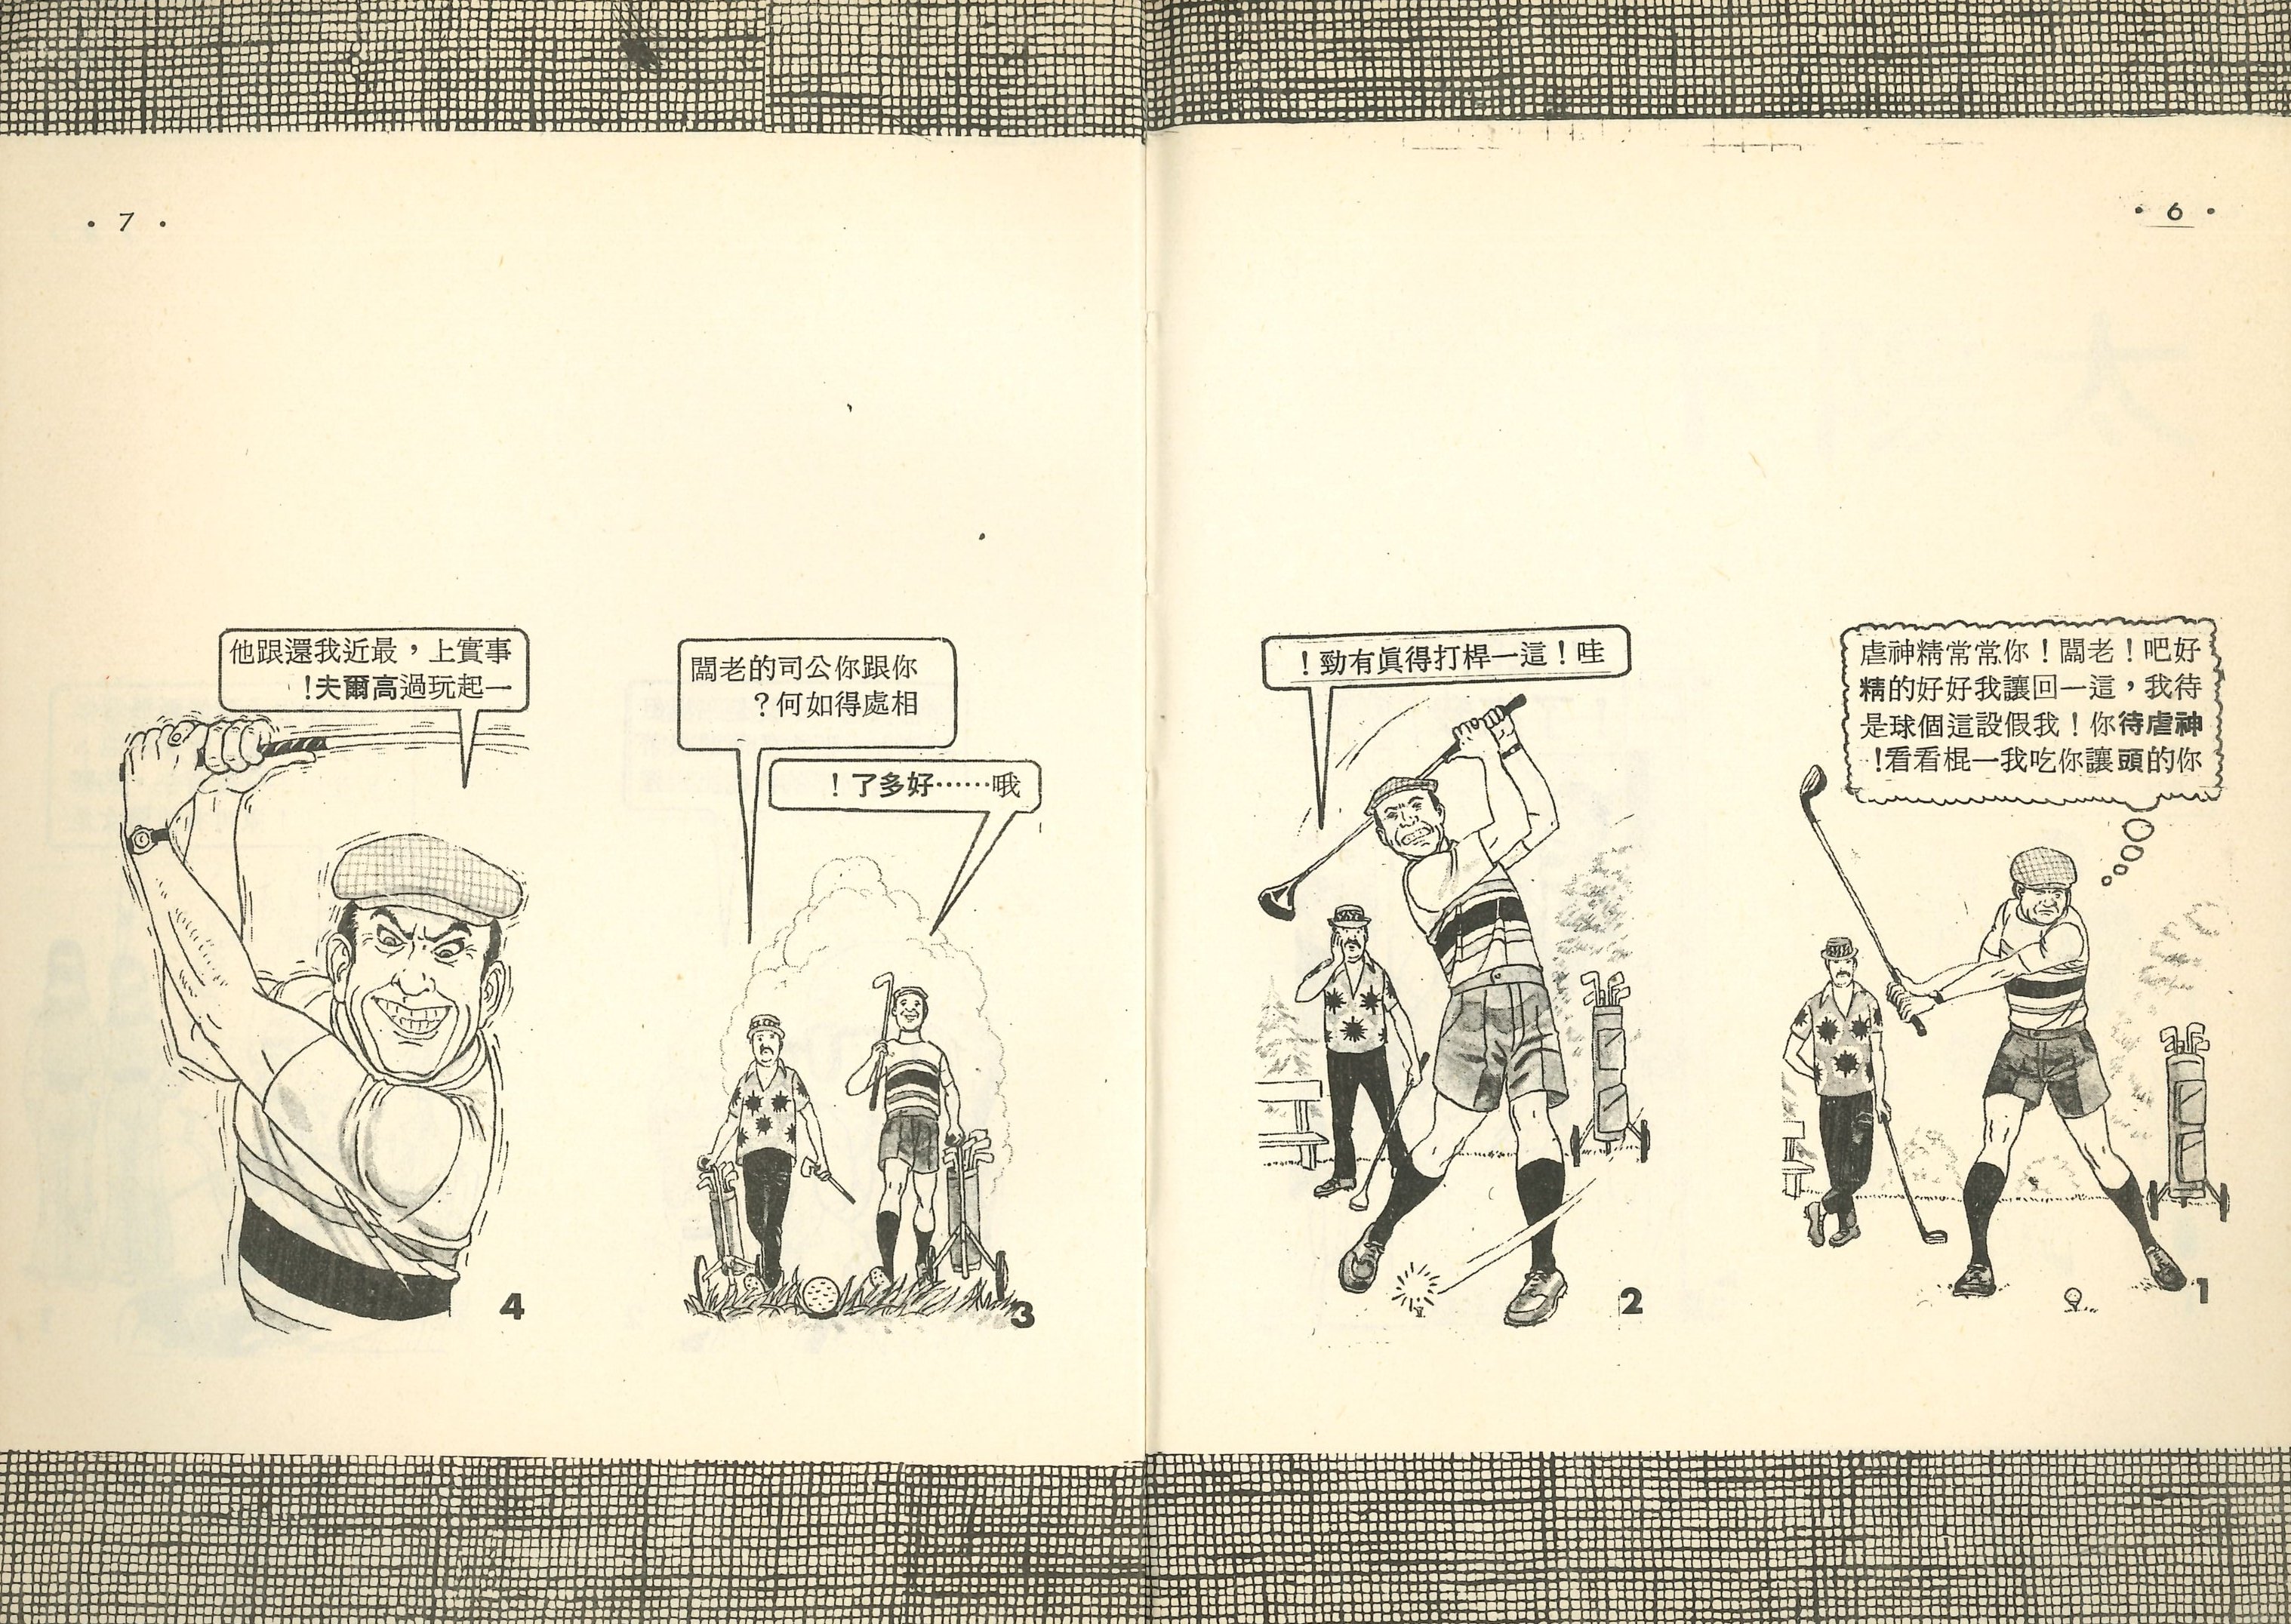 • 6 •
好吧！老闆！你常常精神虐
待我，這一回讓我好好的精
神虐待你！我假設這個球是
你的頭讓你吃我一棍看看！
1
哇！這一桿打得眞有勁！
2
• 7 •
你跟你公司的老闆
相處得如何？
哦……好多了！
3
事實上，最近我還跟他
一起玩過高爾夫！
4